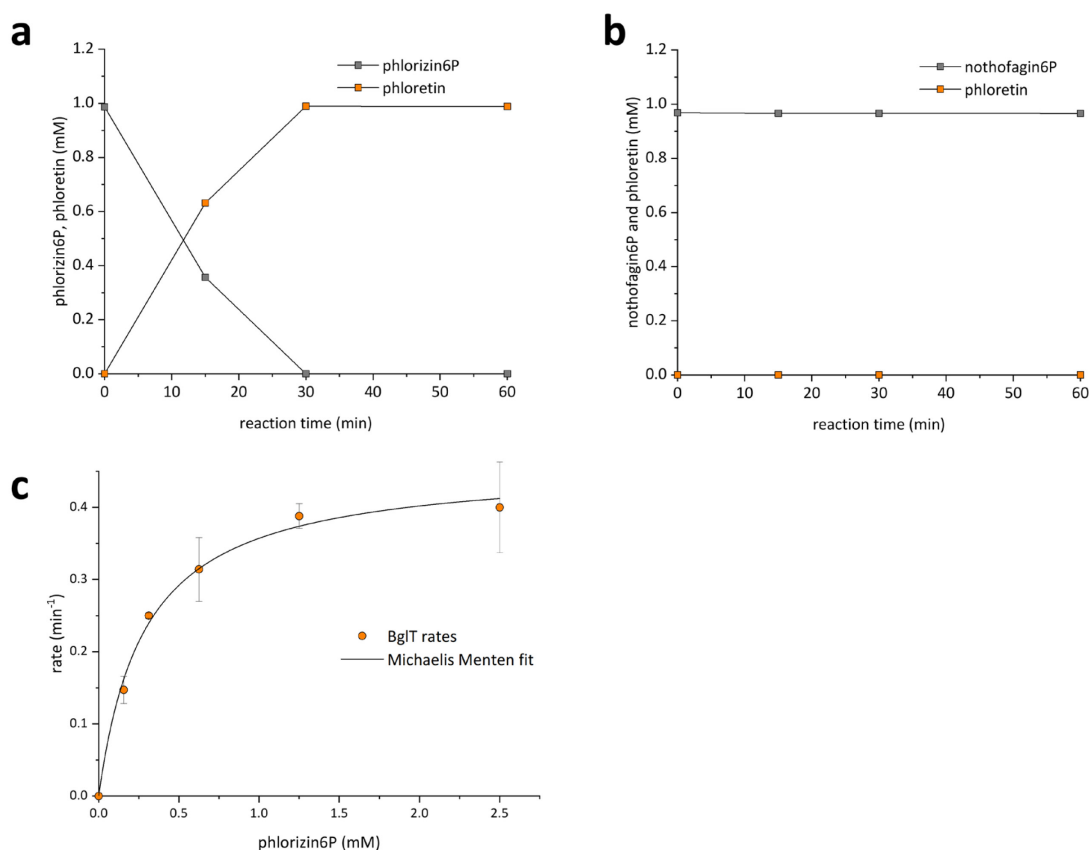 a
phlorizin6P, phloretin (mM)
1.2
1.0
0.8
0.6
0.4
0.2
0.0
phlorizin6P
phloretin
0 10 20 30 40 50 60
reaction time (min)
b
nothofagin6P and phloretin (mM)
1.2
1.0
0.8
0.6
0.4
0.2
0.0
nothofagin6P
phloretin
0 10 20 30 40 50 60
reaction time (min)
c
rate (min-1)
0.4
0.3
0.2
0.1
0.0
BglT rates
Michaelis Menten fit
0.0 0.5 1.0 1.5 2.0 2.5
phlorizin6P (mM)